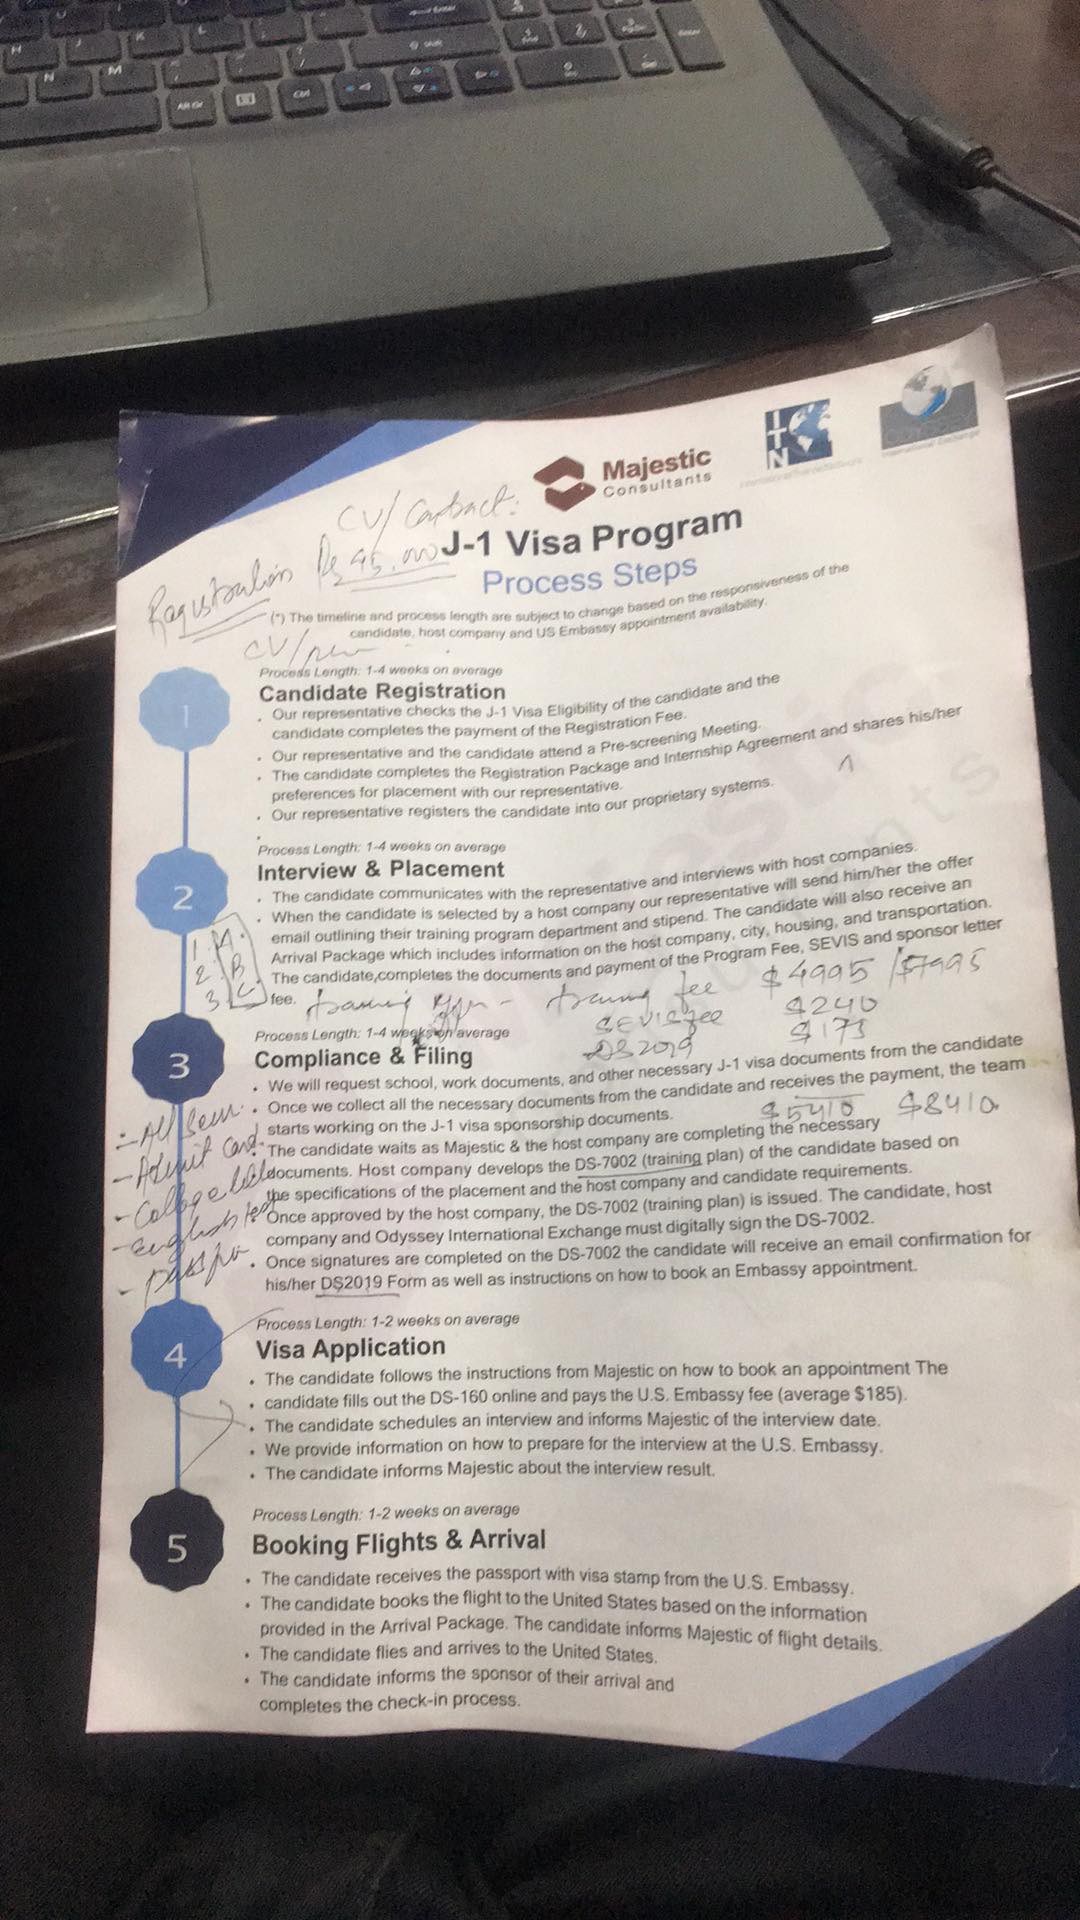 Majestic
Consultants
ITN
CV/ Contract:
Registration Rs 45,000
J-1 Visa Program
Process Steps
(*) The timeline and process length are subject to change based on the responsiveness of the
candidate, host company and US Embassy appointment availability.
CV/
Process Length: 1-4 weeks on average
1
Candidate Registration
• Our representative checks the J-1 Visa Eligibility of the candidate and the
candidate completes the payment of the Registration Fee.
• Our representative and the candidate attend a Pre-screening Meeting.
• The candidate completes the Registration Package and Internship Agreement and shares his/her
preferences for placement with our representative.
• Our representative registers the candidate into our proprietary systems.
Process Length: 1-4 weeks on average
2
Interview & Placement
• The candidate communicates with the representative and interviews with host companies.
• When the candidate is selected by a host company our representative will send him/her the offer
email outlining their training program department and stipend. The candidate will also receive an
Arrival Package which includes information on the host company, city, housing, and transportation.
The candidate,completes the documents and payment of the Program Fee, SEVIS and sponsor letter
fee.
1 A.
2. B
3 C
training offer - training fee $4995 / $7995
SEVIS fee $240
DS2019 $175
Process Length: 1-4 weeks on average
3
Compliance & Filing
• We will request school, work documents, and other necessary J-1 visa documents from the candidate
• Once we collect all the necessary documents from the candidate and receives the payment, the team
starts working on the J-1 visa sponsorship documents.
$5410 $8410
The candidate waits as Majestic & the host company are completing the necessary
documents. Host company develops the DS-7002 (training plan) of the candidate based on
the specifications of the placement and the host company and candidate requirements.
• Once approved by the host company, the DS-7002 (training plan) is issued. The candidate, host
company and Odyssey International Exchange must digitally sign the DS-7002.
• Once signatures are completed on the DS-7002 the candidate will receive an email confirmation for
his/her DS2019 Form as well as instructions on how to book an Embassy appointment.
- All Sem.
- Admit Card.
- College
- English test
Process Length: 1-2 weeks on average
4
Visa Application
• The candidate follows the instructions from Majestic on how to book an appointment The
• candidate fills out the DS-160 online and pays the U.S. Embassy fee (average $185).
• The candidate schedules an interview and informs Majestic of the interview date.
• We provide information on how to prepare for the interview at the U.S. Embassy.
• The candidate informs Majestic about the interview result.
Process Length: 1-2 weeks on average
5
Booking Flights & Arrival
• The candidate receives the passport with visa stamp from the U.S. Embassy.
• The candidate books the flight to the United States based on the information
provided in the Arrival Package. The candidate informs Majestic of flight details.
• The candidate flies and arrives to the United States.
• The candidate informs the sponsor of their arrival and
completes the check-in process.